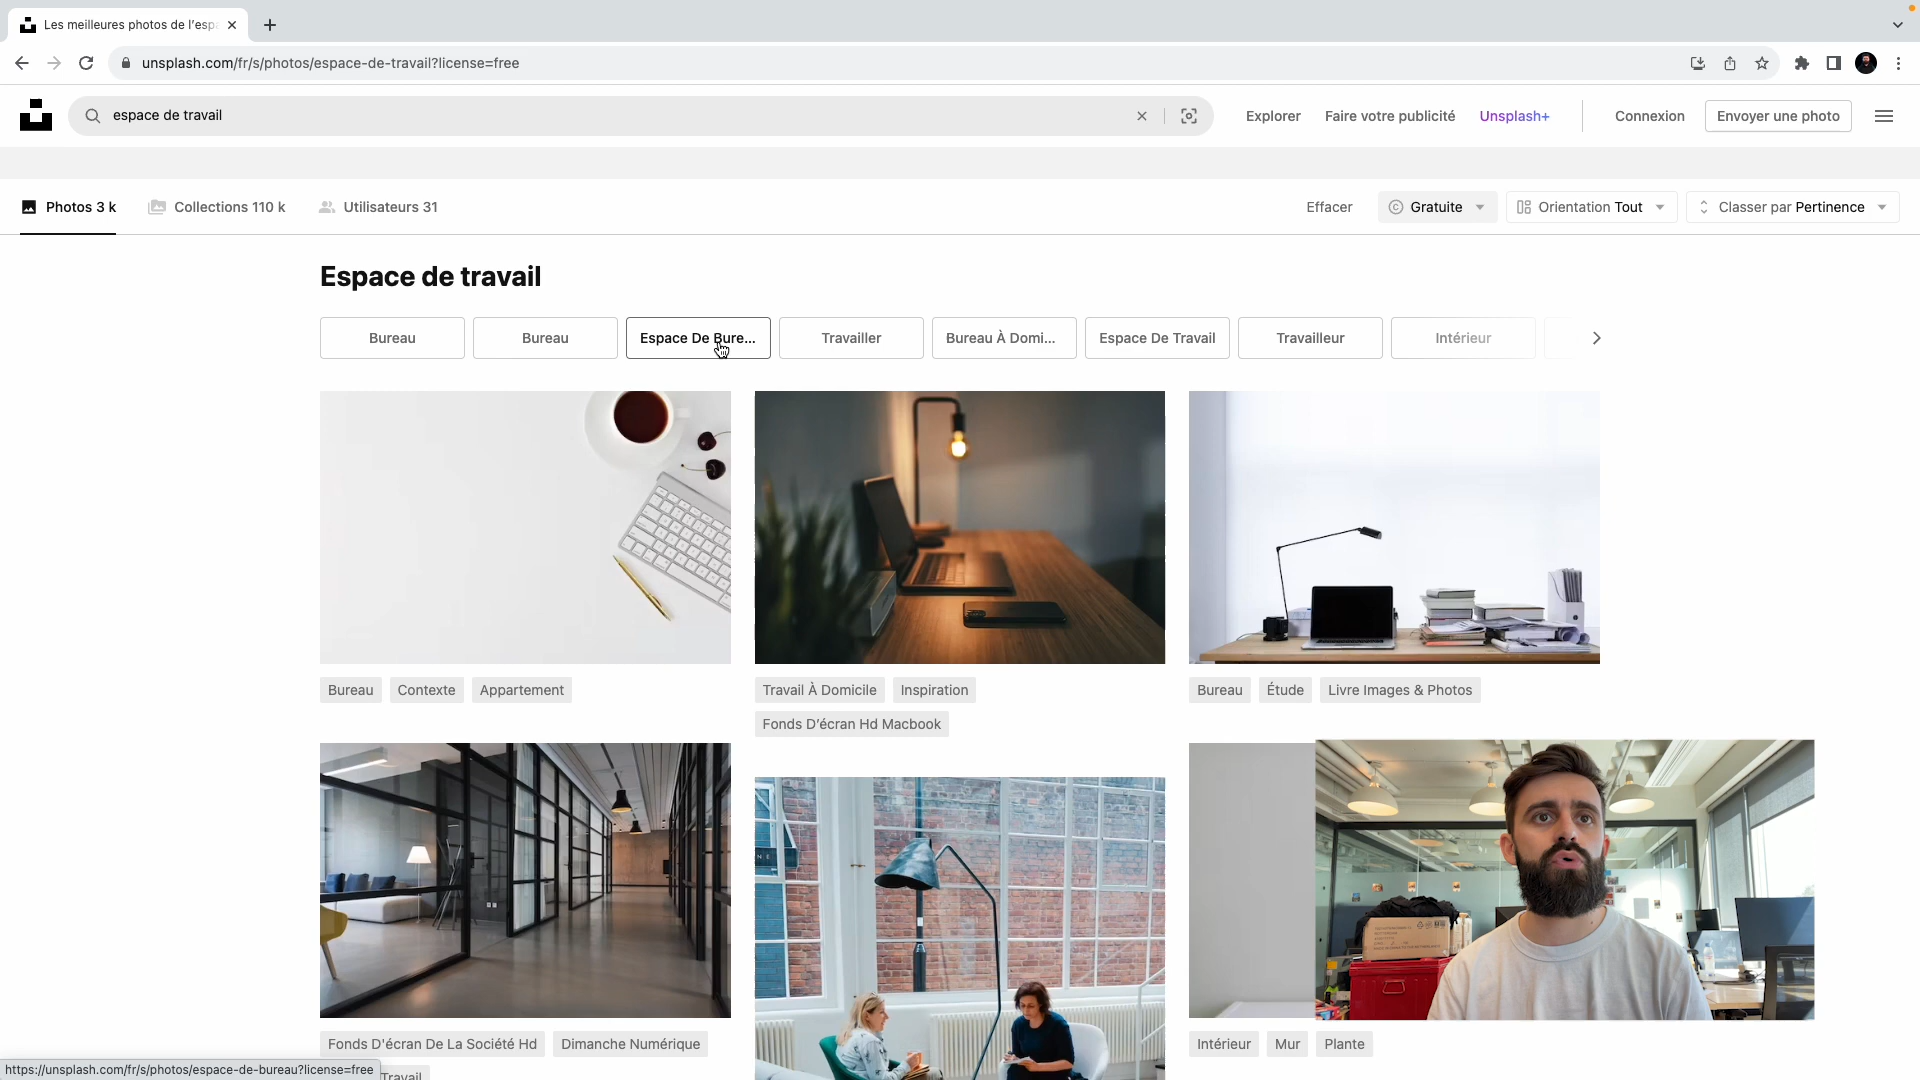 Les meilleures photos de l'esp
unsplash.com/fr/s/photos/espace-de-travail?license=free
espace de travail
Explorer
Faire votre publicité
Unsplash+
Connexion
Envoyer une photo
Photos 3 k
Collections 110 k
Utilisateurs 31
Effacer
Gratuite
Orientation Tout
Classer par Pertinence
Espace de travail
Bureau
Bureau
Espace De Bure...
Travailler
Bureau À Domi...
Espace De Travail
Travailleur
Intérieur
Bureau
Contexte
Appartement
Travail À Domicile
Inspiration
Fonds D'écran Hd Macbook
Bureau
Étude
Livre Images & Photos
Fonds D'écran De La Société Hd
Dimanche Numérique
Travail
Intérieur
Mur
Plante
https://unsplash.com/fr/s/photos/espace-de-bureau?license=free